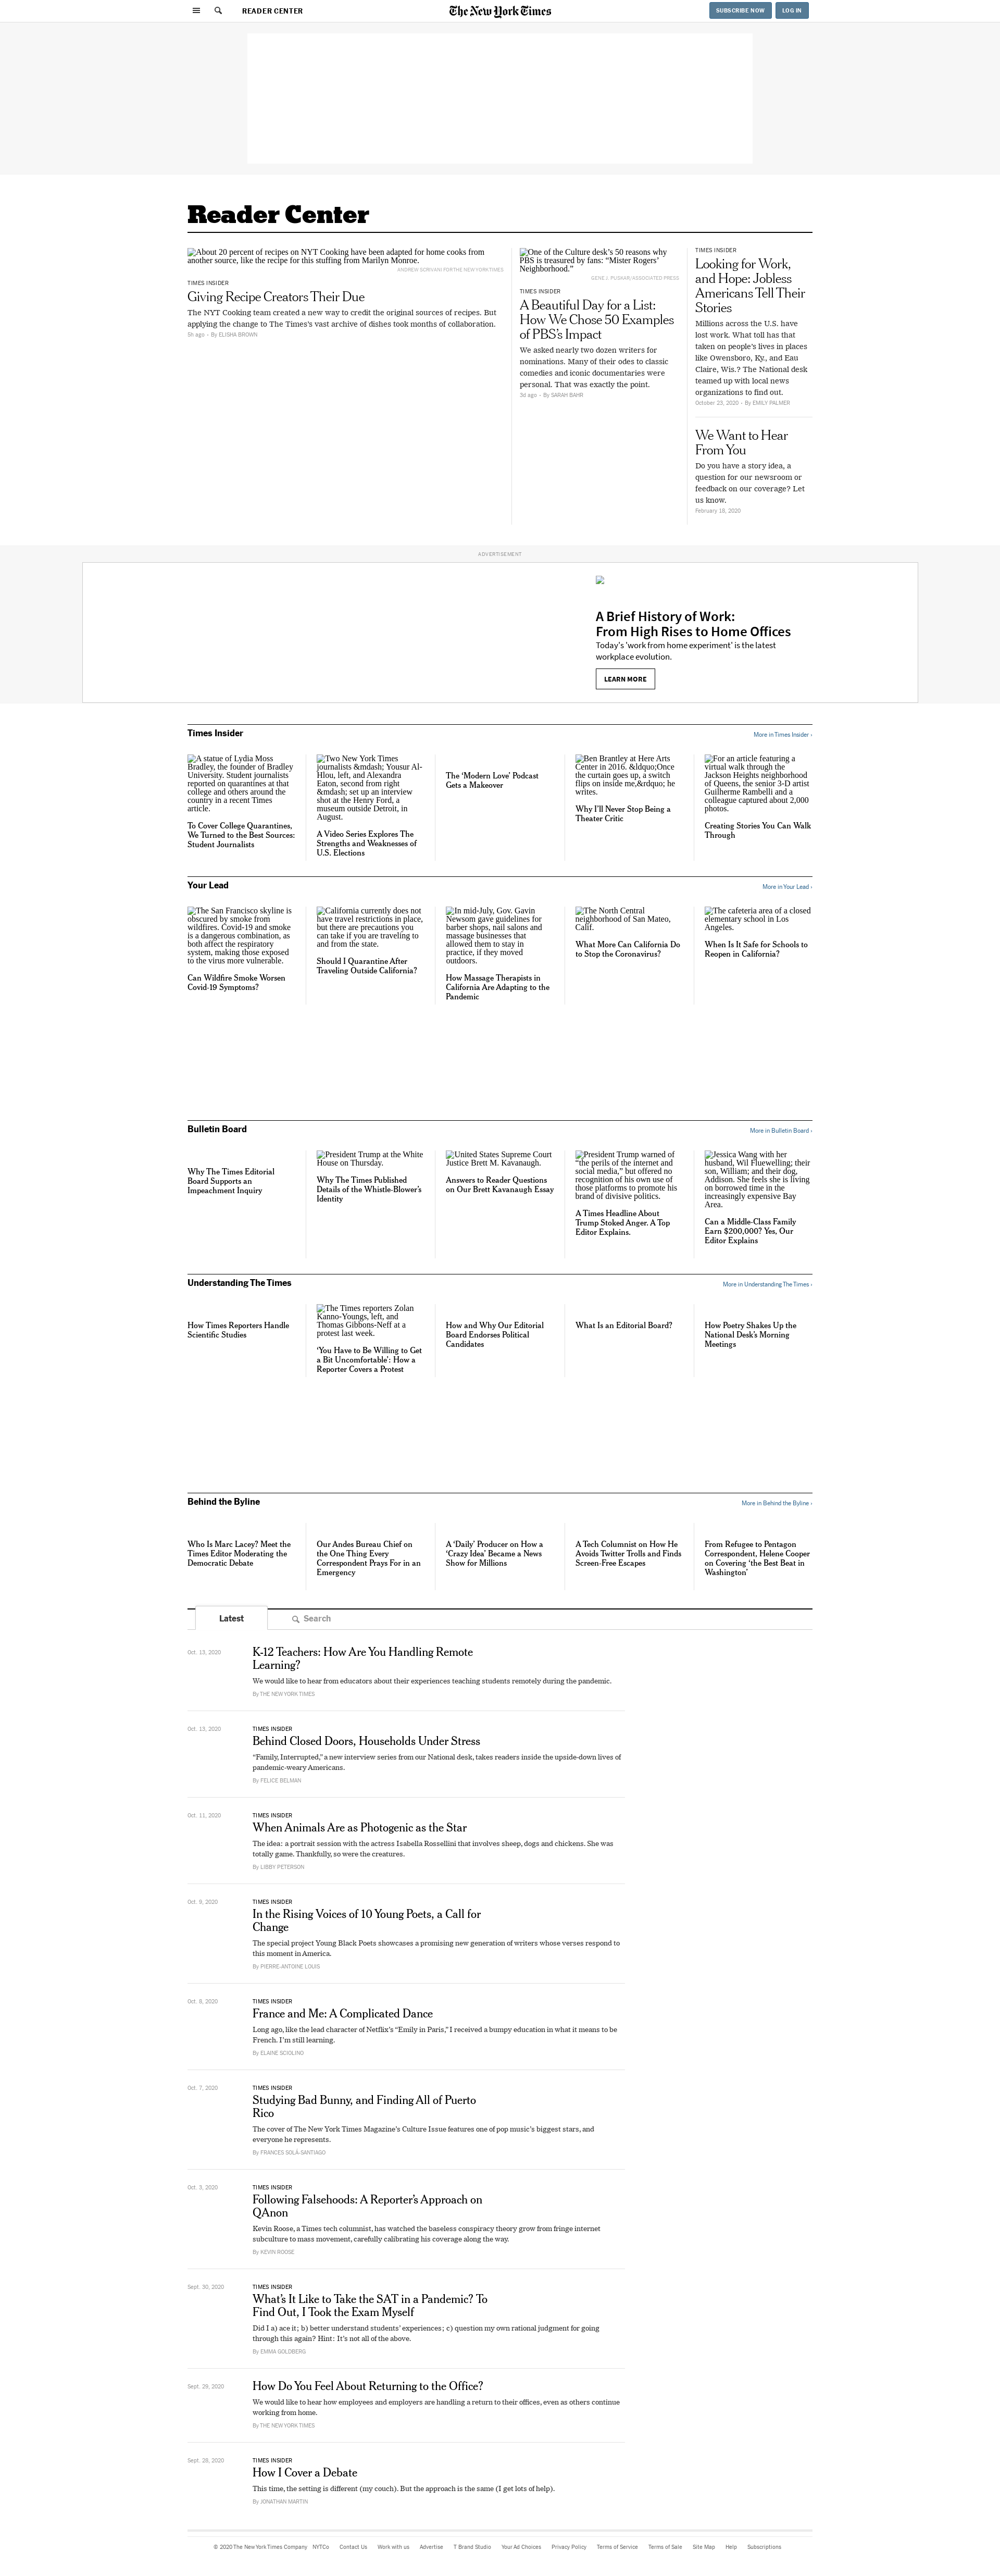 READER CENTER
The New York Times
SUBSCRIBE NOW
LOG IN
Reader Center
About 20 percent of recipes on NYT Cooking have been adapted for home cooks from
another source, like the recipe for this stuffing from Marilyn Monroe.
ANDREW SCRIVANI FOR THE NEW YORK TIMES
TIMES INSIDER
Giving Recipe Creators Their Due
The NYT Cooking team created a new way to credit the original sources of recipes. But
applying the change to The Times's vast archive of dishes took months of collaboration.
5h ago - By ELISHA BROWN
One of the Culture desk's 50 reasons why
PBS is treasured by fans: "Mister Rogers'
Neighborhood."
GENE J. PUSKAR/ASSOCIATED PRESS
TIMES INSIDER
A Beautiful Day for a List:
How We Chose 50 Examples
of PBS's Impact
We asked nearly two dozen writers for
nominations. Many of their odes to classic
comedies and iconic documentaries were
personal. That was exactly the point.
3d ago - By SARAH BAHR
TIMES INSIDER
Looking for Work,
and Hope: Jobless
Americans Tell Their
Stories
Millions across the U.S. have
lost work. What toll has that
taken on people's lives in places
like Owensboro, Ky., and Eau
Claire, Wis.? The National desk
teamed up with local news
organizations to find out.
October 23, 2020 - By EMILY PALMER
We Want to Hear
From You
Do you have a story idea, a
question for our newsroom or
feedback on our coverage? Let
us know.
February 18, 2020
ADVERTISEMENT
A Brief History of Work:
From High Rises to Home Offices
Today's 'work from home experiment' is the latest
workplace evolution.
LEARN MORE
Times Insider
More in Times Insider ›
A statue of Lydia Moss
Bradley, the founder of Bradley
University. Student journalists
reported on quarantines at that
college and others around the
country in a recent Times
article.
To Cover College Quarantines,
We Turned to the Best Sources:
Student Journalists
Two New York Times
journalists &mdash; Yousur Al-
Hlou, left, and Alexandra
Eaton, second from right
&mdash; set up an interview
shot at the Henry Ford, a
museum outside Detroit, in
August.
A Video Series Explores The
Strengths and Weaknesses of
U.S. Elections
The 'Modern Love' Podcast
Gets a Makeover
Ben Brantley at Here Arts
Center in 2016. &ldquo;Once
the curtain goes up, a switch
flips on inside me,&rdquo; he
writes.
Why I'll Never Stop Being a
Theater Critic
For an article featuring a
virtual walk through the
Jackson Heights neighborhood
of Queens, the senior 3-D artist
Guilherme Rambelli and a
colleague captured about 2,000
photos.
Creating Stories You Can Walk
Through
Your Lead
More in Your Lead ›
The San Francisco skyline is
obscured by smoke from
wildfires. Covid-19 and smoke
is a dangerous combination, as
both affect the respiratory
system, making those exposed
to the virus more vulnerable.
Can Wildfire Smoke Worsen
Covid-19 Symptoms?
California currently does not
have travel restrictions in place,
but there are precautions you
can take if you are traveling to
and from the state.
Should I Quarantine After
Traveling Outside California?
In mid-July, Gov. Gavin
Newsom gave guidelines for
barber shops, nail salons and
massage businesses that
allowed them to stay in
practice, if they moved
outdoors.
How Massage Therapists in
California Are Adapting to the
Pandemic
The North Central
neighborhood of San Mateo,
Calif.
What More Can California Do
to Stop the Coronavirus?
The cafeteria area of a closed
elementary school in Los
Angeles.
When Is It Safe for Schools to
Reopen in California?
Bulletin Board
More in Bulletin Board ›
Why The Times Editorial
Board Supports an
Impeachment Inquiry
President Trump at the White
House on Thursday.
Why The Times Published
Details of the Whistle-Blower's
Identity
United States Supreme Court
Justice Brett M. Kavanaugh.
Answers to Reader Questions
on Our Brett Kavanaugh Essay
President Trump warned of
"the perils of the internet and
social media," but offered no
recognition of his own use of
those platforms to promote his
brand of divisive politics.
A Times Headline About
Trump Stoked Anger. A Top
Editor Explains.
Jessica Wang with her
husband, Wil Fluewelling; their
son, William; and their dog,
Addison. She feels she is living
on borrowed time in the
increasingly expensive Bay
Area.
Can a Middle-Class Family
Earn $200,000? Yes, Our
Editor Explains
Understanding The Times
More in Understanding The Times ›
How Times Reporters Handle
Scientific Studies
The Times reporters Zolan
Kanno-Youngs, left, and
Thomas Gibbons-Neff at a
protest last week.
'You Have to Be Willing to Get
a Bit Uncomfortable': How a
Reporter Covers a Protest
How and Why Our Editorial
Board Endorses Political
Candidates
What Is an Editorial Board?
How Poetry Shakes Up the
National Desk's Morning
Meetings
Behind the Byline
More in Behind the Byline ›
Who Is Marc Lacey? Meet the
Times Editor Moderating the
Democratic Debate
Our Andes Bureau Chief on
the One Thing Every
Correspondent Prays For in an
Emergency
A 'Daily' Producer on How a
'Crazy Idea' Became a News
Show for Millions
A Tech Columnist on How He
Avoids Twitter Trolls and Finds
Screen-Free Escapes
From Refugee to Pentagon
Correspondent, Helene Cooper
on Covering 'the Best Beat in
Washington'
Latest
Search
Oct. 13, 2020
K-12 Teachers: How Are You Handling Remote
Learning?
We would like to hear from educators about their experiences teaching students remotely during the pandemic.
By THE NEW YORK TIMES
Oct. 13, 2020
TIMES INSIDER
Behind Closed Doors, Households Under Stress
"Family, Interrupted," a new interview series from our National desk, takes readers inside the upside-down lives of
pandemic-weary Americans.
By FELICE BELMAN
Oct. 11, 2020
TIMES INSIDER
When Animals Are as Photogenic as the Star
The idea: a portrait session with the actress Isabella Rossellini that involves sheep, dogs and chickens. She was
totally game. Thankfully, so were the creatures.
By LIBBY PETERSON
Oct. 9, 2020
TIMES INSIDER
In the Rising Voices of 10 Young Poets, a Call for
Change
The special project Young Black Poets showcases a promising new generation of writers whose verses respond to
this moment in America.
By PIERRE-ANTOINE LOUIS
Oct. 8, 2020
TIMES INSIDER
France and Me: A Complicated Dance
Long ago, like the lead character of Netflix's "Emily in Paris," I received a bumpy education in what it means to be
French. I'm still learning.
By ELAINE SCIOLINO
Oct. 7, 2020
TIMES INSIDER
Studying Bad Bunny, and Finding All of Puerto
Rico
The cover of The New York Times Magazine's Culture Issue features one of pop music's biggest stars, and
everyone he represents.
By FRANCES SOLÁ-SANTIAGO
Oct. 3, 2020
TIMES INSIDER
Following Falsehoods: A Reporter's Approach on
QAnon
Kevin Roose, a Times tech columnist, has watched the baseless conspiracy theory grow from fringe internet
subculture to mass movement, carefully calibrating his coverage along the way.
By KEVIN ROOSE
Sept. 30, 2020
TIMES INSIDER
What's It Like to Take the SAT in a Pandemic? To
Find Out, I Took the Exam Myself
Did I a) ace it; b) better understand students' experiences; c) question my own rational judgment for going
through this again? Hint: It's not all of the above.
By EMMA GOLDBERG
Sept. 29, 2020
How Do You Feel About Returning to the Office?
We would like to hear how employees and employers are handling a return to their offices, even as others continue
working from home.
By THE NEW YORK TIMES
Sept. 28, 2020
TIMES INSIDER
How I Cover a Debate
This time, the setting is different (my couch). But the approach is the same (I get lots of help).
By JONATHAN MARTIN
© 2020 The New York Times Company NYTCo Contact Us Work with us Advertise T Brand Studio Your Ad Choices Privacy Policy Terms of Service Terms of Sale Site Map Help Subscriptions